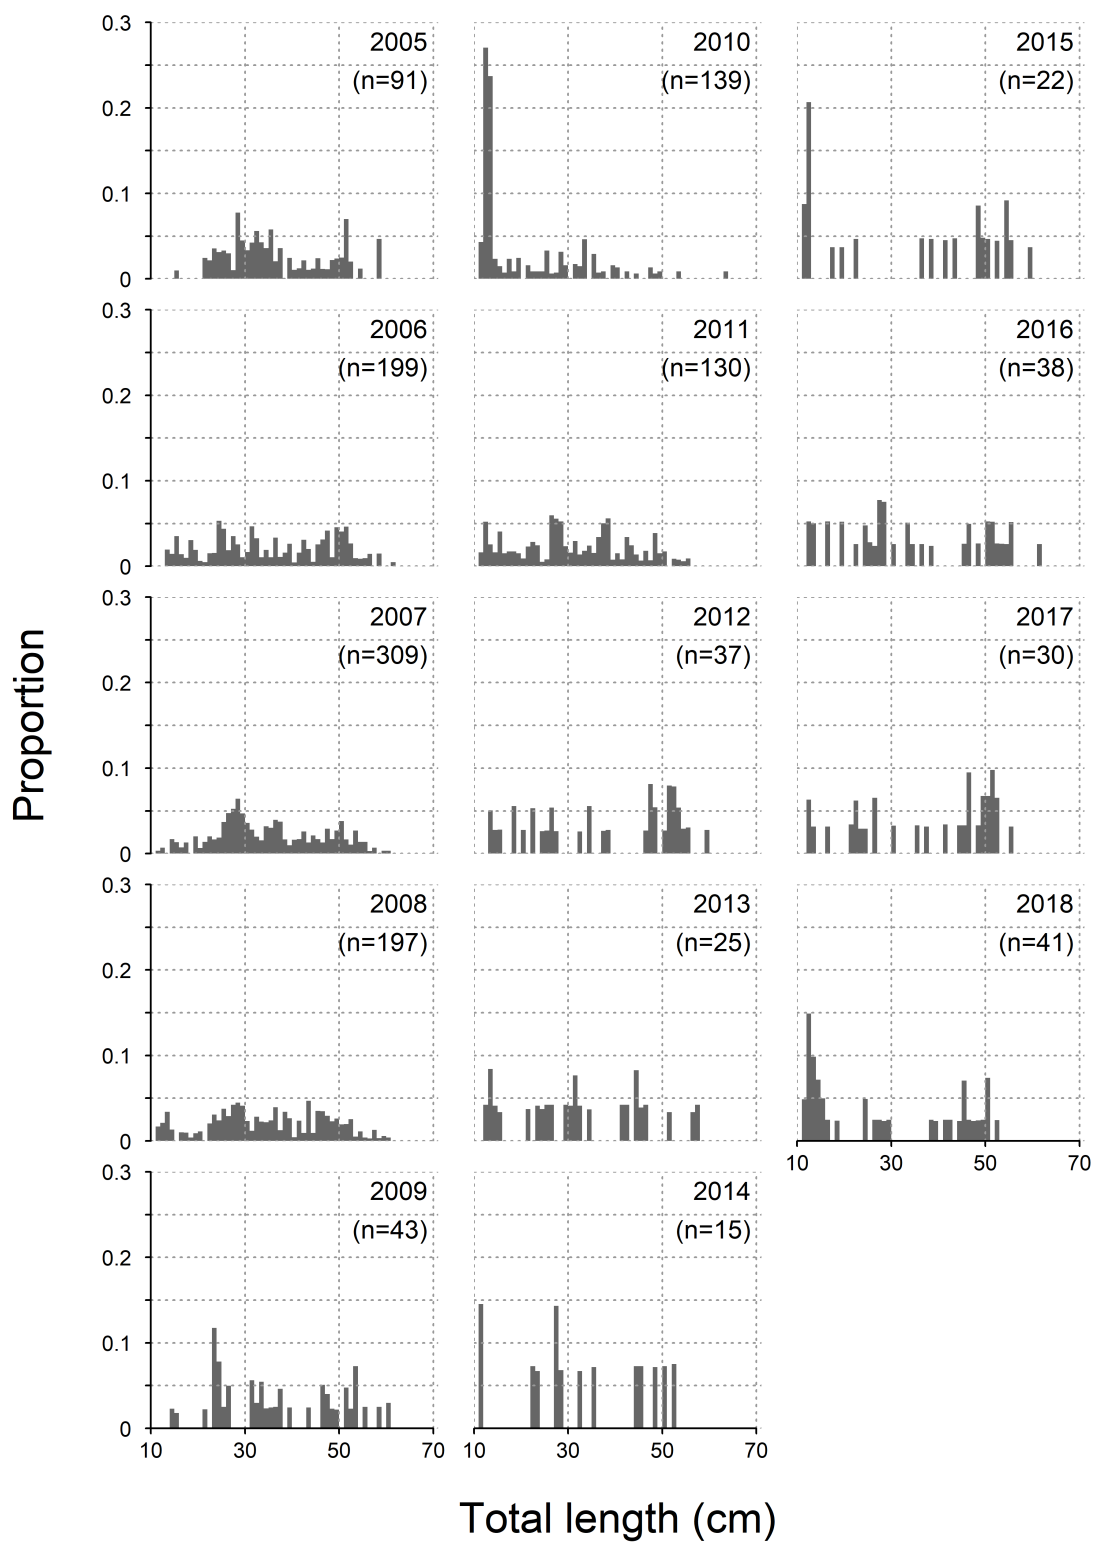 0.3
0.2
0.1
0
2005
(n=91)
2010
(n=139)
2015
(n=22)
0.3
0.2
0.1
0
2006
(n=199)
2011
(n=130)
2016
(n=38)
0.3
0.2
0.1
0
2007
(n=309)
2012
(n=37)
2017
(n=30)
Proportion
0.3
0.2
0.1
0
2008
(n=197)
2013
(n=25)
2018
(n=41)
10 30 50 70
0.3
0.2
0.1
0
2009
(n=43)
2014
(n=15)
10 30 50 70
10 30 50 70
Total length (cm)